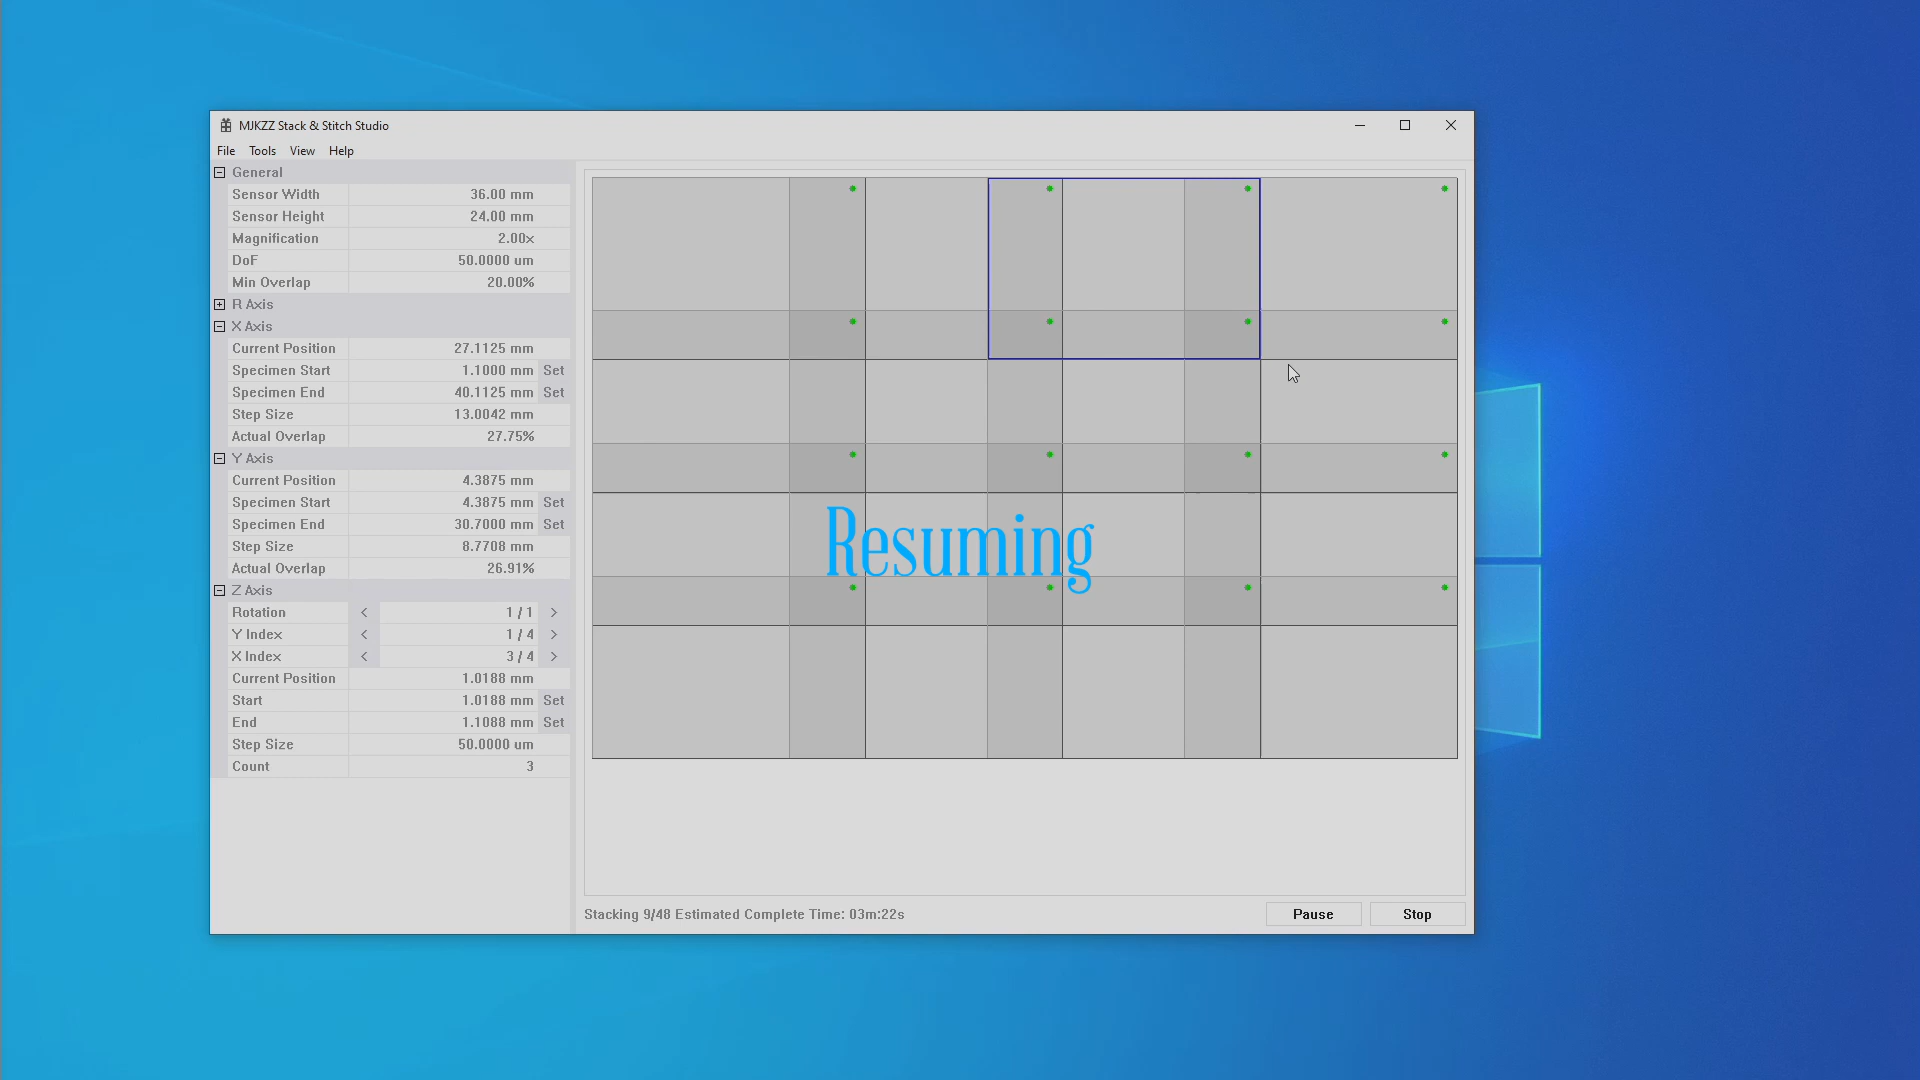 MJKZZ Stack & Stitch Studio
File Tools View Help
General
Sensor Width 36.00 mm
Sensor Height 24.00 mm
Magnification 2.00x
DoF 50.0000 um
Min Overlap 20.00%
R Axis
X Axis
Current Position 27.1125 mm
Specimen Start 1.1000 mm Set
Specimen End 40.1125 mm Set
Step Size 13.0042 mm
Actual Overlap 27.75%
Y Axis
Current Position 4.3875 mm
Specimen Start 4.3875 mm Set
Specimen End 30.7000 mm Set
Step Size 8.7708 mm
Actual Overlap 26.91%
Z Axis
Rotation < 1 / 1 >
Y Index < 1 / 4 >
X Index < 3 / 4 >
Current Position 1.0188 mm
Start 1.0188 mm Set
End 1.1088 mm Set
Step Size 50.0000 um
Count 3
Resuming
Stacking 9/48 Estimated Complete Time: 03m:22s
Pause Stop